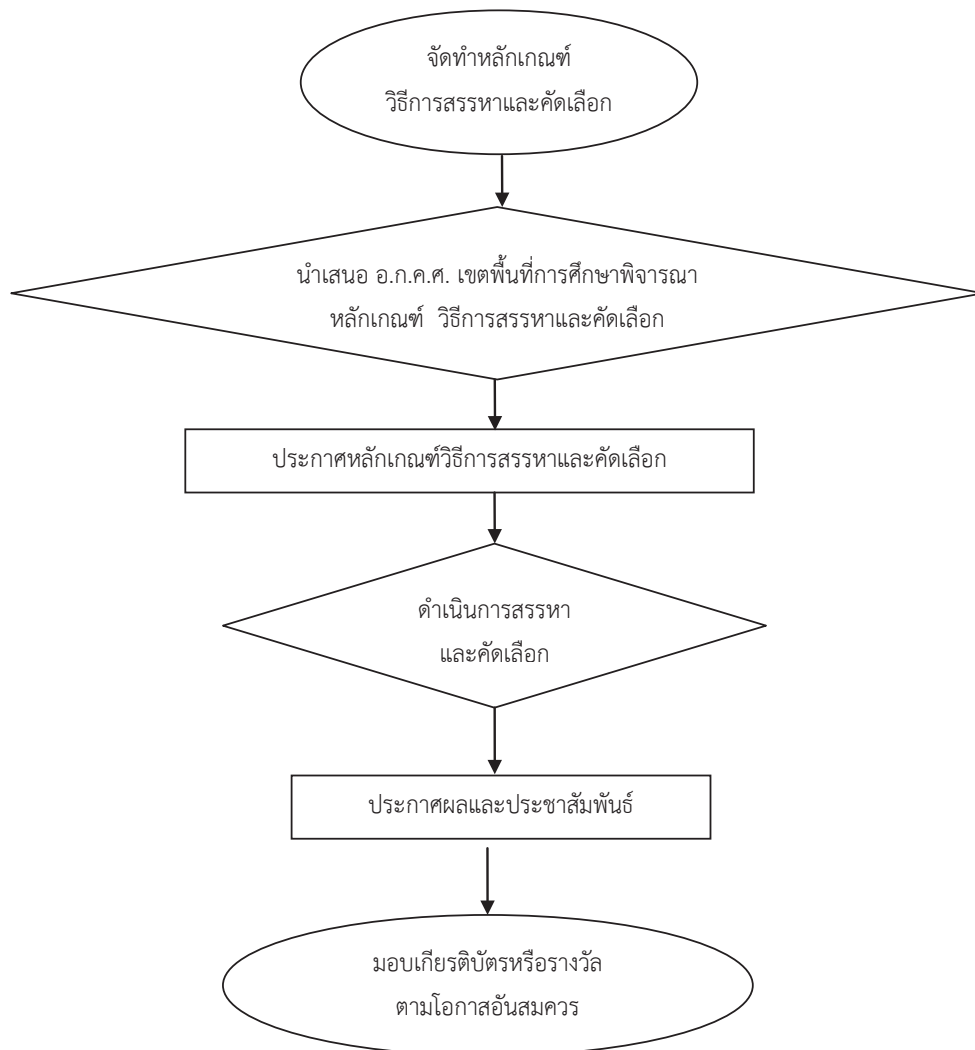 จัดทำหลักเกณฑ์
วิธีการสรรหาและคัดเลือก
นำเสนอ อ.ก.ค.ศ. เขตพื้นที่การศึกษาพิจารณา
หลักเกณฑ์ วิธีการสรรหาและคัดเลือก
ประกาศหลักเกณฑ์วิธีการสรรหาและคัดเลือก
ดำเนินการสรรหา
และคัดเลือก
ประกาศผลและประชาสัมพันธ์
มอบเกียรติบัตรหรือรางวัล
ตามโอกาสอันสมควร